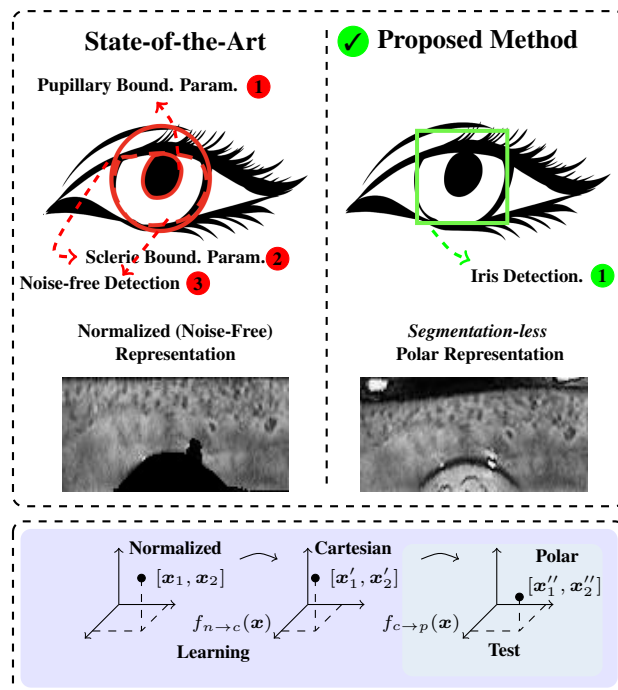 State-of-the-Art
Pupillary Bound. Param. 1
Scleric Bound. Param. 2
Noise-free Detection 3
Normalized (Noise-Free)
Representation
✓ Proposed Method
Iris Detection. 1
Segmentation-less
Polar Representation
Normalized
[x₁, x₂]
Cartesian
[x′₁, x′₂]
Polar
[x′′₁, x′′₂]
fₙ→c(x)
f_c→p(x)
Learning
Test